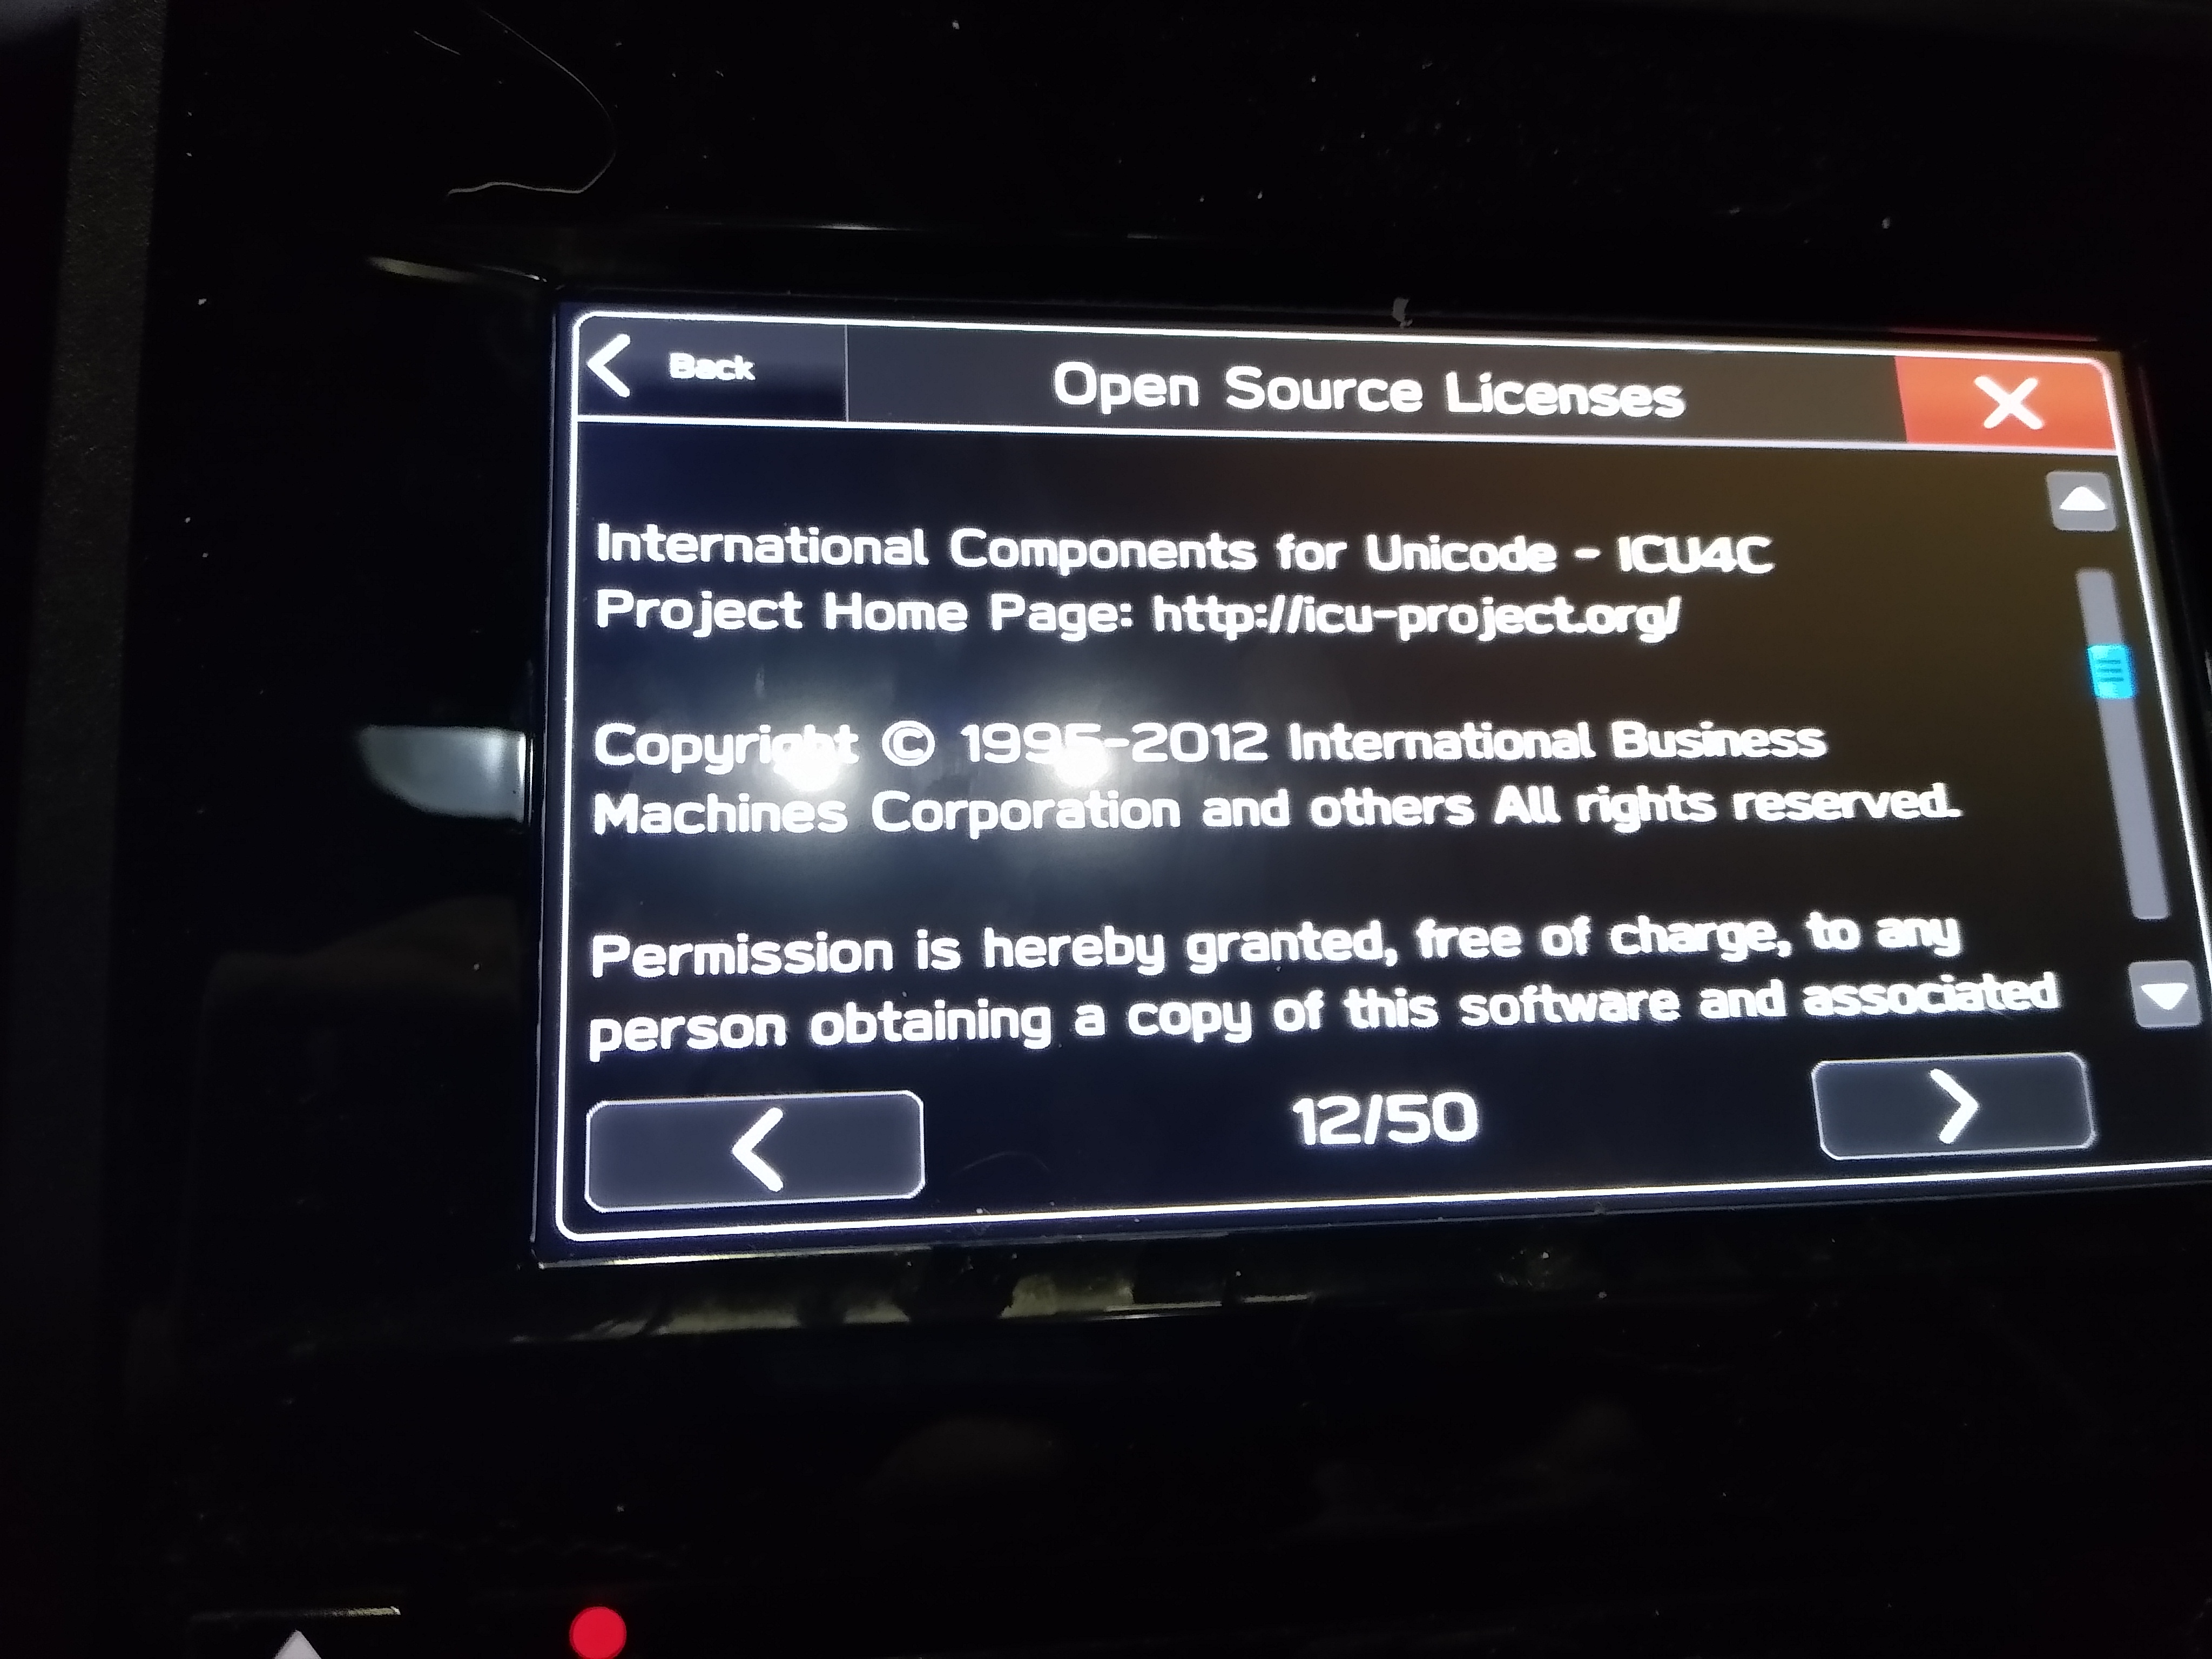 Back
Open Source Licenses
International Components for Unicode - ICU4C
Project Home Page: http://icu-project.org/
Copyright © 1995-2012 International Business
Machines Corporation and others All rights reserved.
Permission is hereby granted, free of charge, to any
person obtaining a copy of this software and associated
12/50